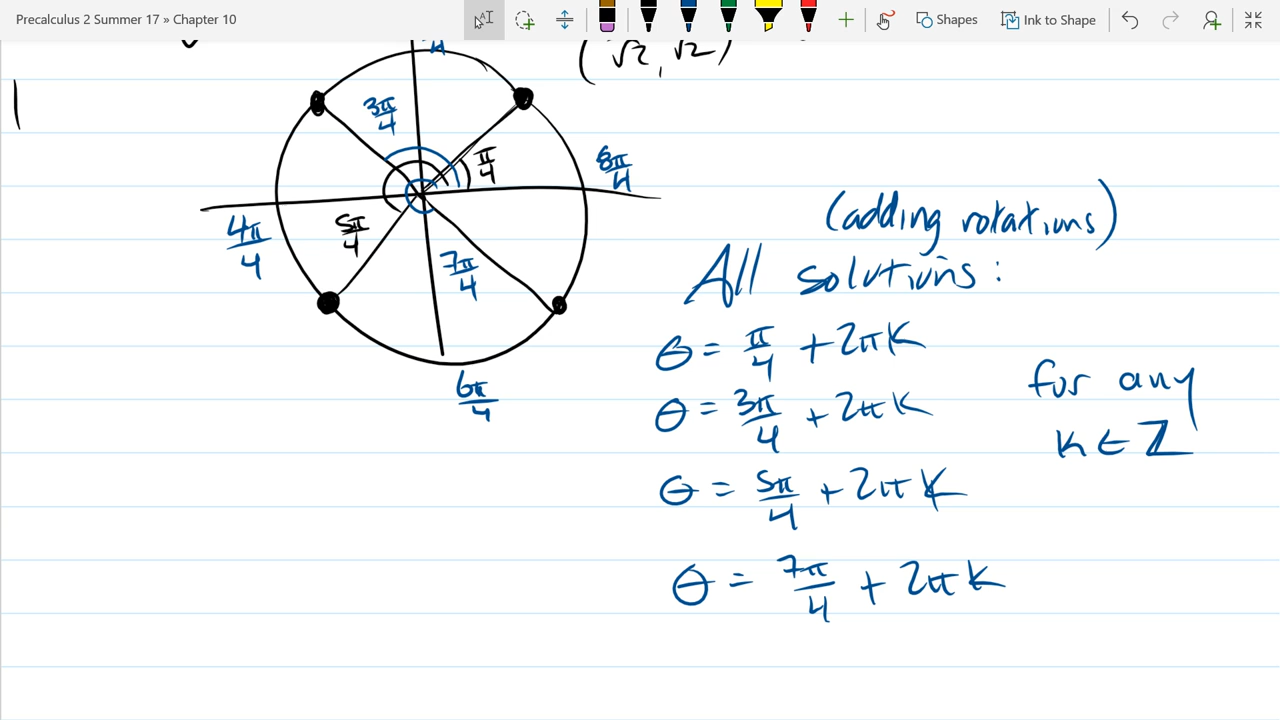 Precalculus 2 Summer 17 » Chapter 10
Shapes
Ink to Shape
(√2, √2)
3π/4
π/4
8π/4
4π/4
5π/4
7π/4
6π/4
(adding rotations)
All solutions:
θ = π/4 + 2πK
θ = 3π/4 + 2πK
for any
K ∈ ℤ
θ = 5π/4 + 2πK
θ = 7π/4 + 2πK